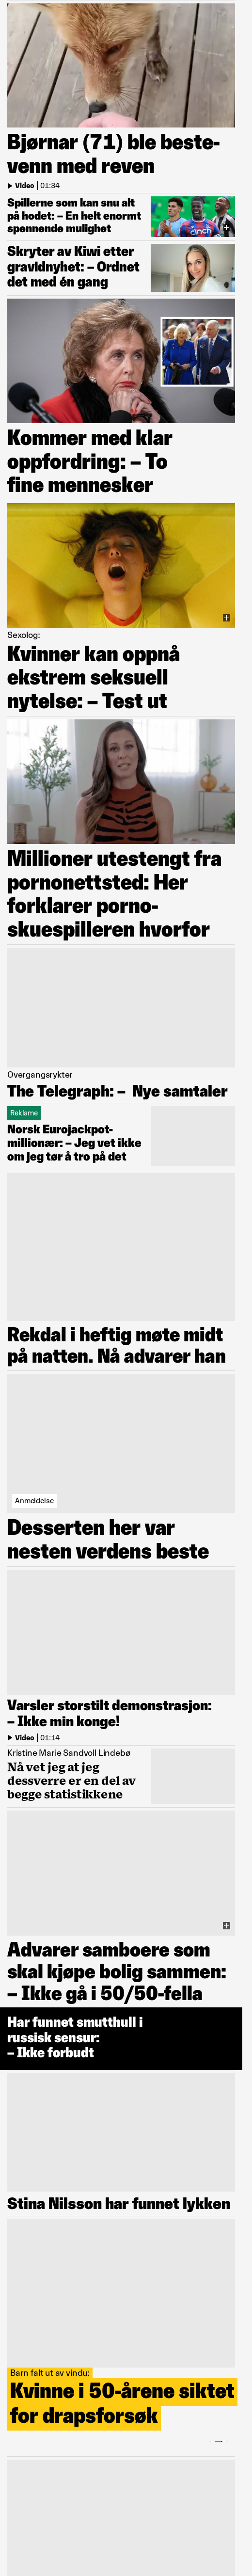 Bjørnar (71) ble beste-
venn med reven
Video | 01:34
Spillerne som kan snu alt
på hodet: – En helt enormt
spennende mulighet
cinch
Skryter av Kiwi etter
gravidnyhet: – Ordnet
det med én gang
Kommer med klar
oppfordring: – To
fine mennesker
Sexolog:
Kvinner kan oppnå
ekstrem seksuell
nytelse: – Test ut
Millioner utestengt fra
pornonettsted: Her
forklarer porno-
skuespilleren hvorfor
Overgangsrykter
The Telegraph: – Nye samtaler
Reklame
Norsk Eurojackpot-
millionær: – Jeg vet ikke
om jeg tør å tro på det
Rekdal i heftig møte midt
på natten. Nå advarer han
Anmeldelse
Desserten her var
nesten verdens beste
Varsler storstilt demonstrasjon:
– Ikke min konge!
Video | 01:14
Kristine Marie Sandvoll Lindebø
Nå vet jeg at jeg
dessverre er en del av
begge statistikkene
Advarer samboere som
skal kjøpe bolig sammen:
– Ikke gå i 50/50-fella
Har funnet smutthull i
russisk sensur:
– Ikke forbudt
Stina Nilsson har funnet lykken
Barn falt ut av vindu:
Kvinne i 50-årene siktet
for drapsforsøk